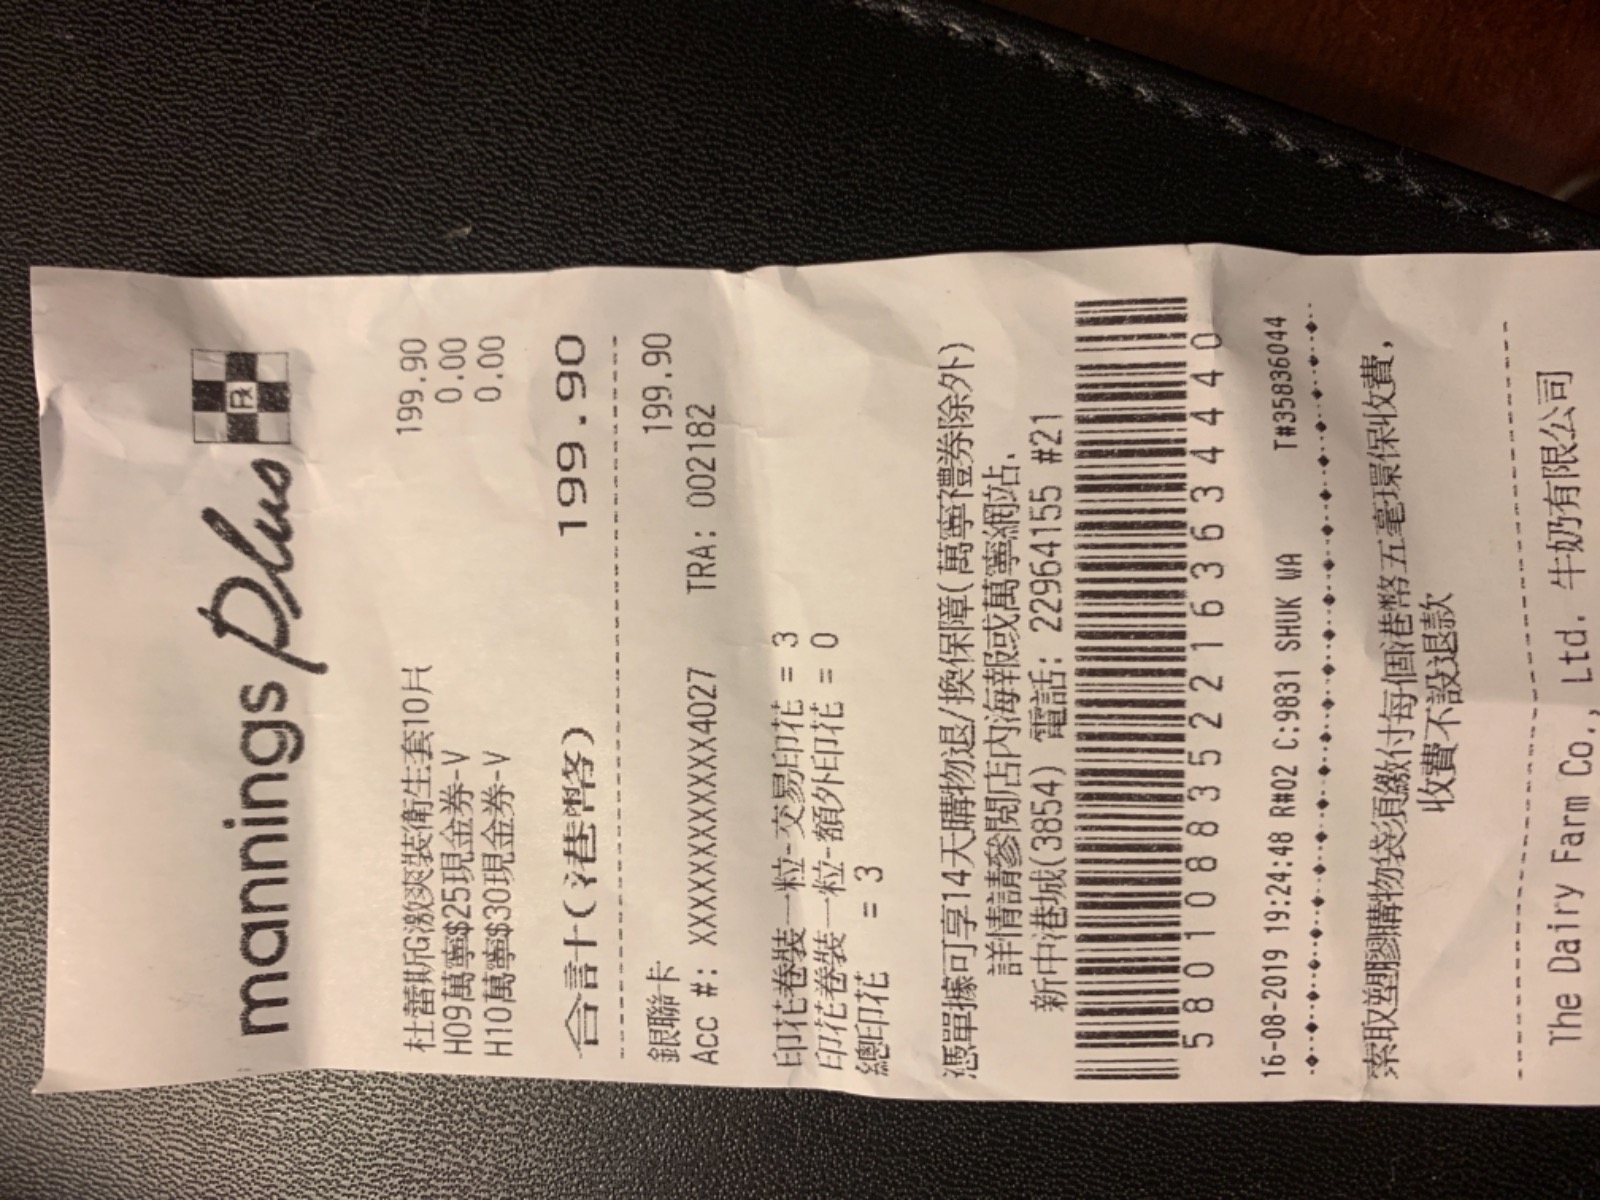 mannings Plus Rx
杜蕾斯G激爽裝衛生套10片 199.90
H09萬寧$25現金券-V 0.00
H10萬寧$30現金券-V 0.00
合計(港幣) 199.90
銀聯卡 199.90
Acc #: XXXXXXXXXXXX4027 TRA: 002182
印花卷裝一粒-交易印花 = 3
印花卷裝一粒-額外印花 = 0
總印花 = 3
憑單據可享14天購物退/換保障(萬寧禮券除外)
詳情請參閱店內海報或萬寧網站.
新中港城(3854) 電話: 22964155 #21
58010883522163634440
16-08-2019 19:24:48 R#02 C:9831 SHUK WA T#35836044
索取塑膠購物袋須繳付每個港幣五毫環保收費,
收費不設退款
The Dairy Farm Co., Ltd. 牛奶有限公司